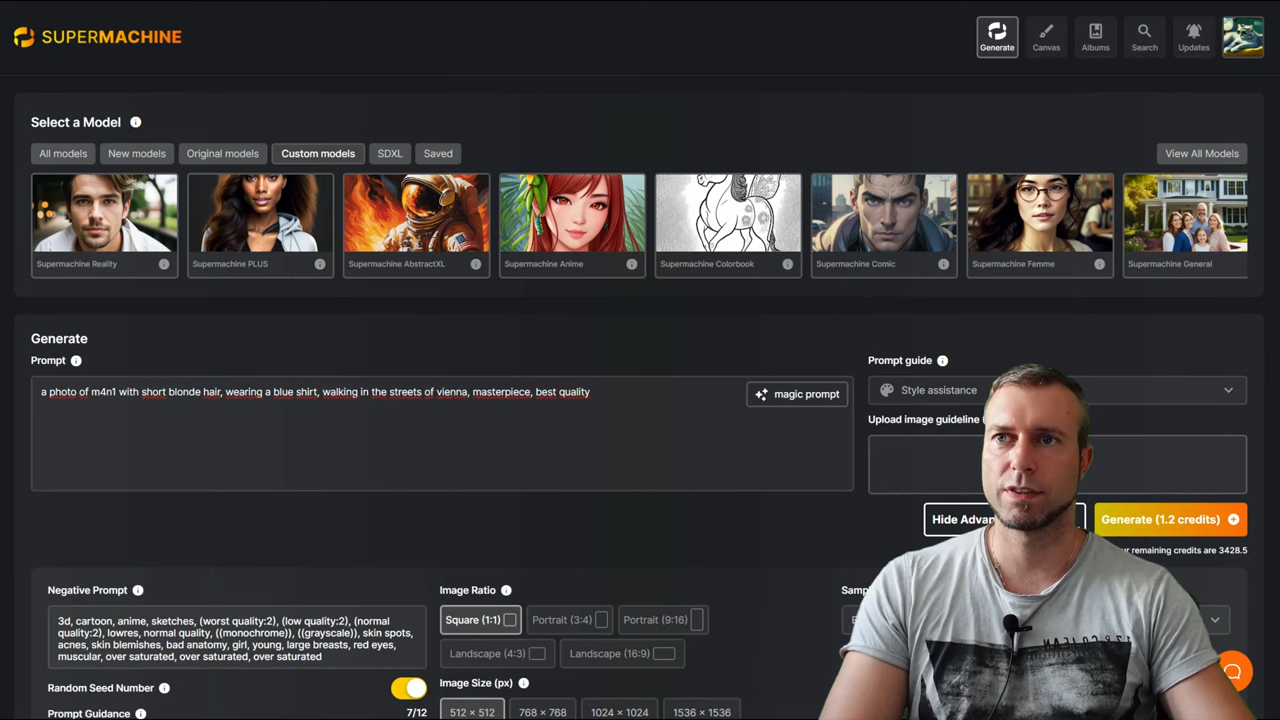 SUPERMACHINE
Generate
Canvas
Albums
Search
Updates
Select a Model
All models
New models
Original models
Custom models
SDXL
Saved
View All Models
Supermachine Reality
Supermachine PLUS
Supermachine AbstractXL
Supermachine Anime
Supermachine Colorbook
Supermachine Comic
Supermachine Femme
Supermachine General
Generate
Prompt
a photo of m4n1 with short blonde hair, wearing a blue shirt, walking in the streets of vienna, masterpiece, best quality
magic prompt
Prompt guide
Style assistance
Upload image guideline
Hide
Generate (1.2 credits)
remaining credits are 3428.5
Negative Prompt
3d, cartoon, anime, sketches, (worst quality:2), (low quality:2), (normal
quality:2), lowres, normal quality, ((monochrome)), ((grayscale)), skin spots,
acnes, skin blemishes, bad anatomy, girl, young, large breasts, red eyes,
muscular, over saturated, over saturated, over saturated
Random Seed Number
Prompt Guidance
7/12
Image Ratio
Square (1:1)
Portrait (3:4)
Portrait (9:16)
Landscape (4:3)
Landscape (16:9)
Image Size (px)
512 × 512
768 × 768
1024 × 1024
1536 × 1536